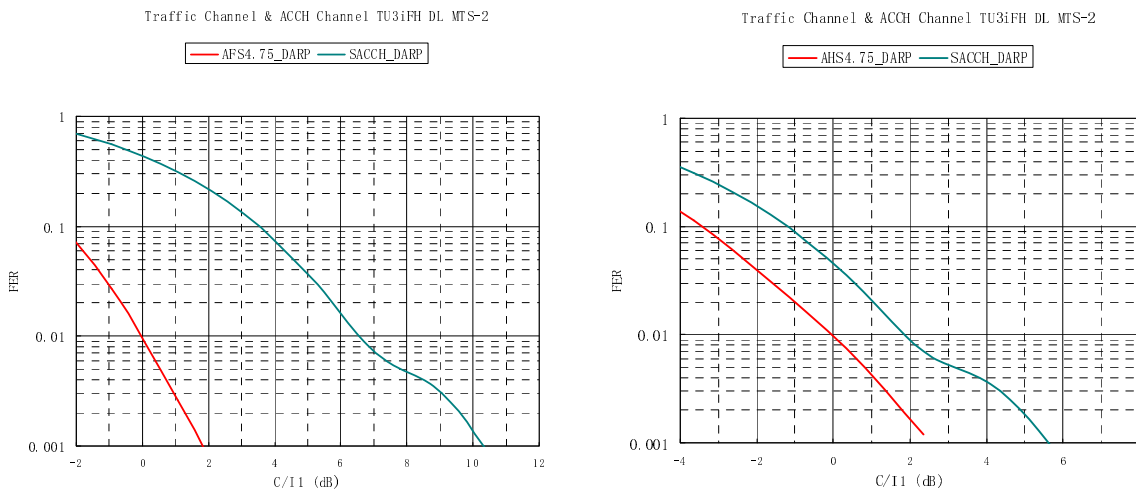 Traffic Channel & ACCH Channel TU3iFH DL MTS-2
AFS4.75_DARP SACCH_DARP
1
0.1
0.01
0.001
FER
-2 0 2 4 6 8 10 12
C/I1 (dB)
Traffic Channel & ACCH Channel TU3iFH DL MTS-2
AHS4.75_DARP SACCH_DARP
1
0.1
0.01
0.001
FER
-4 -2 0 2 4 6
C/I1 (dB)